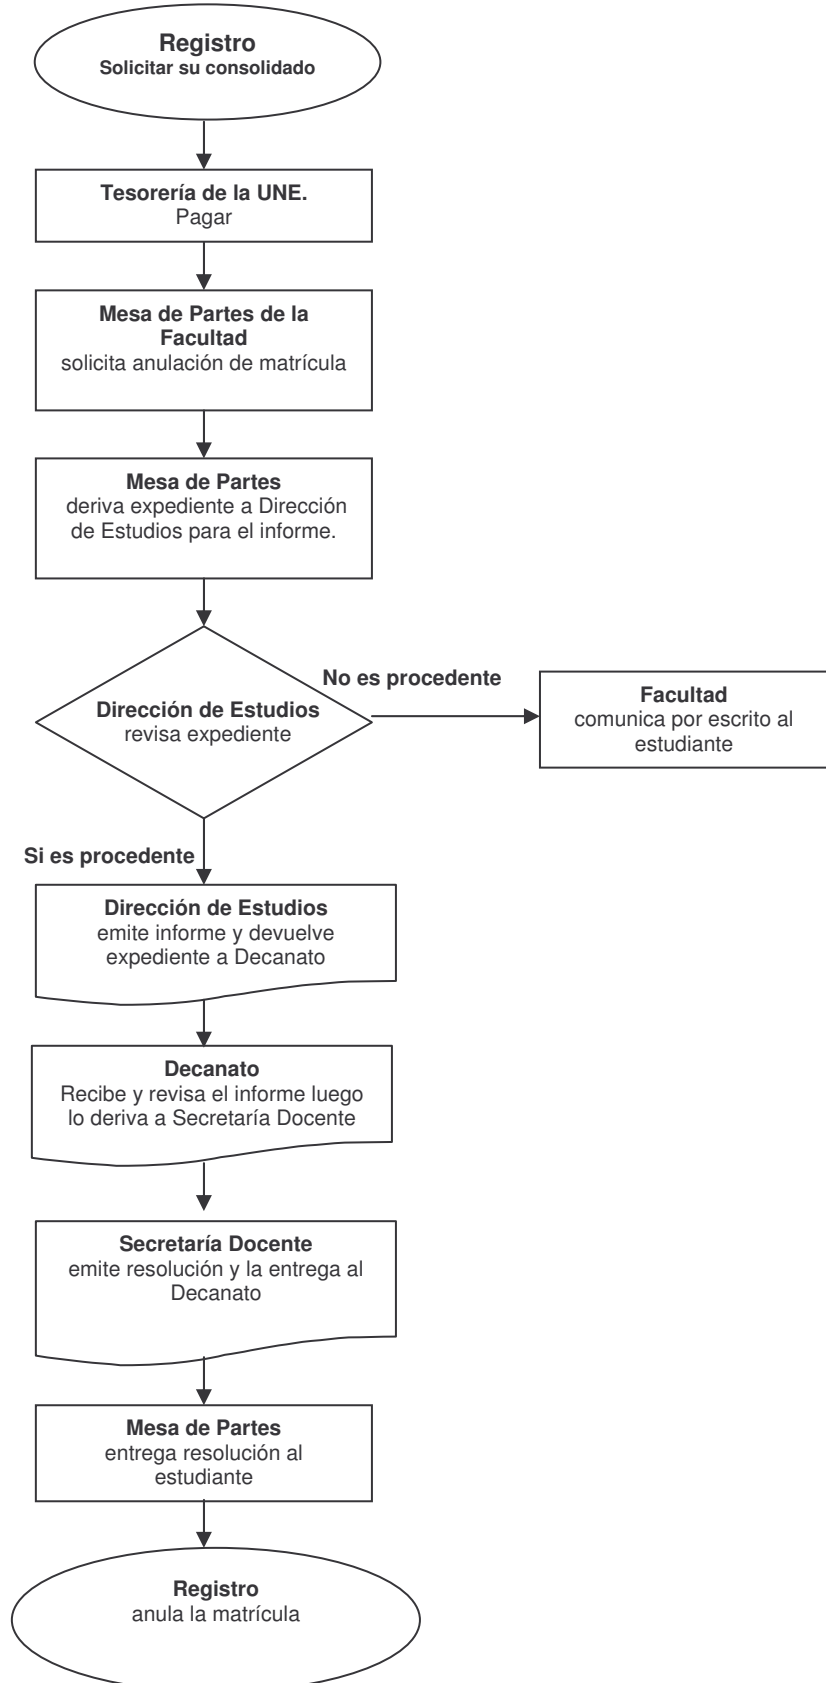 Registro
Solicitar su consolidado
Tesorería de la UNE.
Pagar
Mesa de Partes de la
Facultad
solicita anulación de matrícula
Mesa de Partes
deriva expediente a Dirección
de Estudios para el informe.
Dirección de Estudios
revisa expediente
No es procedente
Facultad
comunica por escrito al
estudiante
Si es procedente
Dirección de Estudios
emite informe y devuelve
expediente a Decanato
Decanato
Recibe y revisa el informe luego
lo deriva a Secretaría Docente
Secretaría Docente
emite resolución y la entrega al
Decanato
Mesa de Partes
entrega resolución al
estudiante
Registro
anula la matrícula